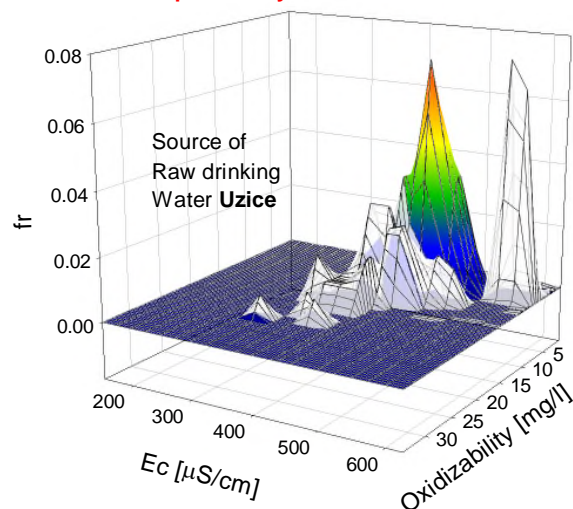 0.08
0.06
0.04
0.02
0.00
fr
Source of
Raw drinking
Water Uzice
200
300
400
500
600
Ec [μS/cm]
5
10
15
20
25
30
Oxidizability [mg/l]